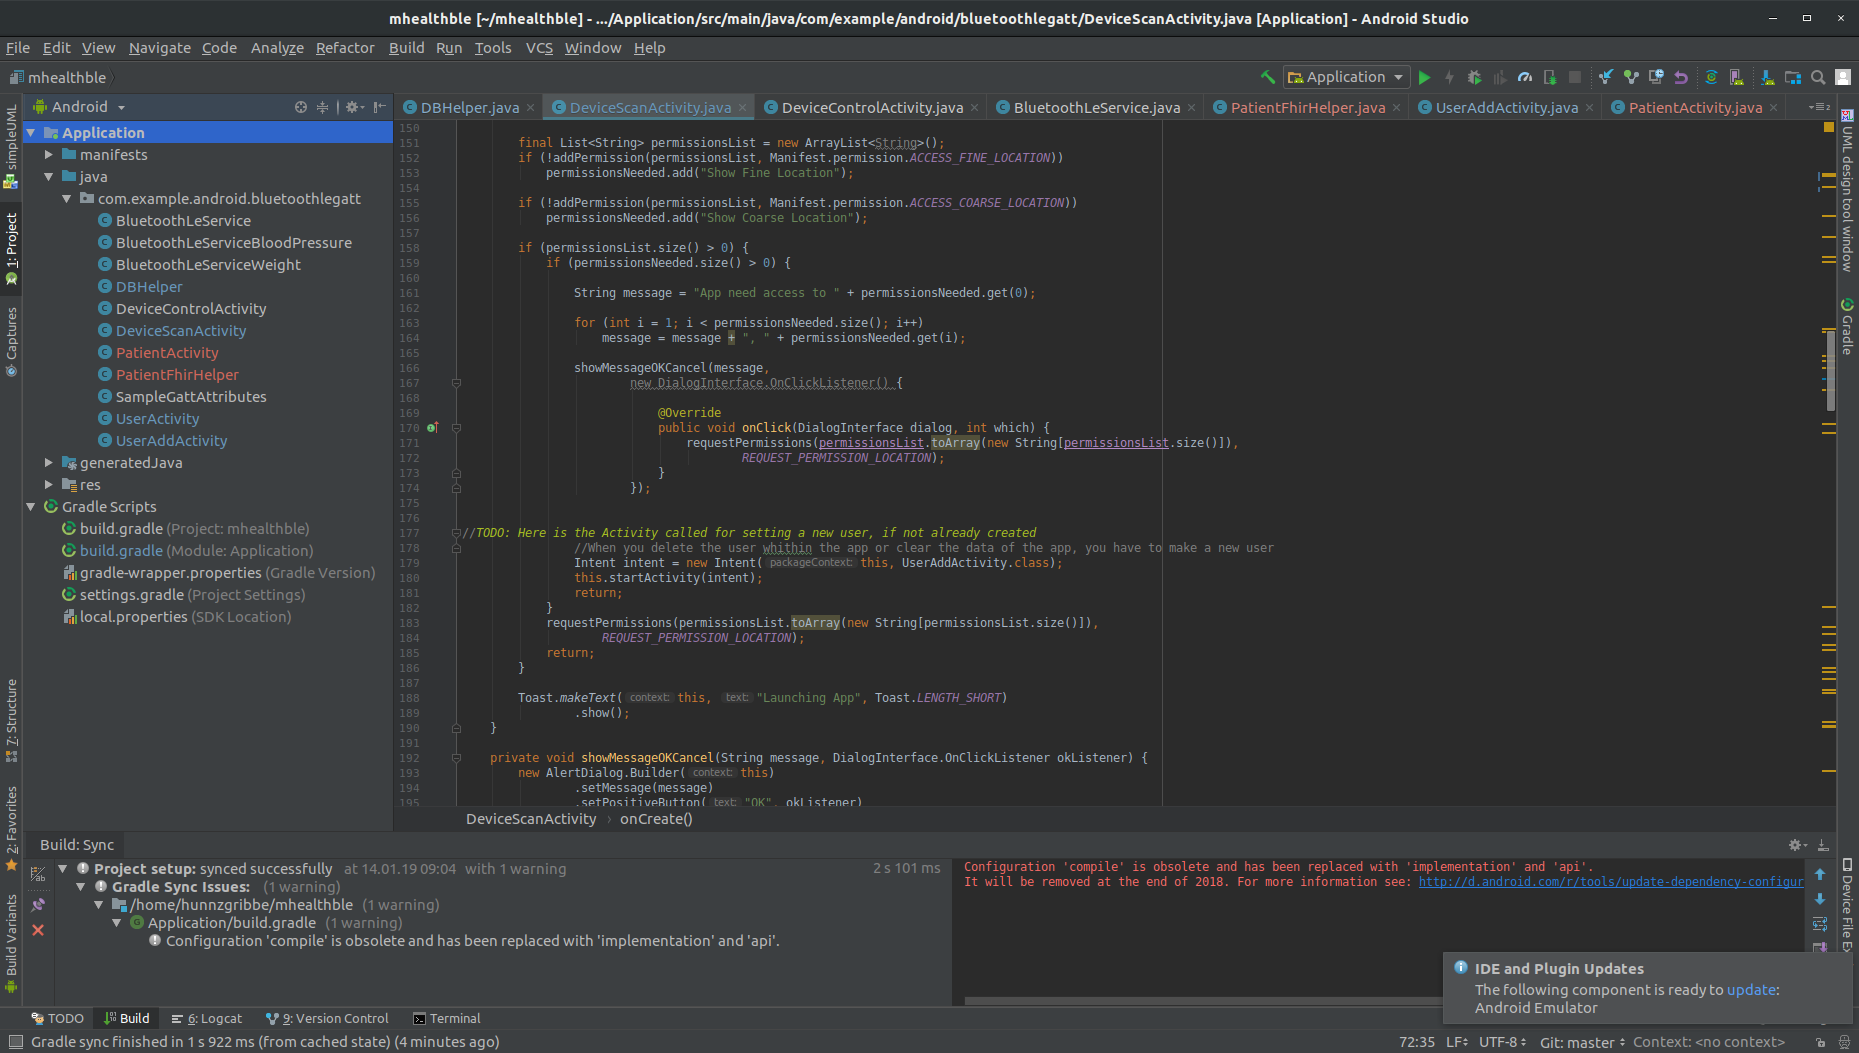 mhealthble [~/mhealthble] - .../Application/src/main/java/com/example/android/bluetoothlegatt/DeviceScanActivity.java [Application] - Android Studio
File Edit View Navigate Code Analyze Refactor Build Run Tools VCS Window Help
mhealthble
Application
Android
DBHelper.java
DeviceScanActivity.java
DeviceControlActivity.java
BluetoothLeService.java
PatientFhirHelper.java
UserAddActivity.java
PatientActivity.java
2
simpleUML
1: Project
Captures
7: Structure
2: Favorites
Build Variants
Application
manifests
java
com.example.android.bluetoothlegatt
BluetoothLeService
BluetoothLeServiceBloodPressure
BluetoothLeServiceWeight
DBHelper
DeviceControlActivity
DeviceScanActivity
PatientActivity
PatientFhirHelper
SampleGattAttributes
UserActivity
UserAddActivity
generatedJava
res
Gradle Scripts
build.gradle (Project: mhealthble)
build.gradle (Module: Application)
gradle-wrapper.properties (Gradle Version)
settings.gradle (Project Settings)
local.properties (SDK Location)
150
151 final List<String> permissionsList = new ArrayList<String>();
152 if (!addPermission(permissionsList, Manifest.permission.ACCESS_FINE_LOCATION))
153 permissionsNeeded.add("Show Fine Location");
154
155 if (!addPermission(permissionsList, Manifest.permission.ACCESS_COARSE_LOCATION))
156 permissionsNeeded.add("Show Coarse Location");
157
158 if (permissionsList.size() > 0) {
159 if (permissionsNeeded.size() > 0) {
160
161 String message = "App need access to " + permissionsNeeded.get(0);
162
163 for (int i = 1; i < permissionsNeeded.size(); i++)
164 message = message + ", " + permissionsNeeded.get(i);
165
166 showMessageOKCancel(message,
167 new DialogInterface.OnClickListener() {
168
169 @Override
170 public void onClick(DialogInterface dialog, int which) {
171 requestPermissions(permissionsList.toArray(new String[permissionsList.size()]),
172 REQUEST_PERMISSION_LOCATION);
173 }
174 });
175
176
177 //TODO: Here is the Activity called for setting a new user, if not already created
178 //When you delete the user whithin the app or clear the data of the app, you have to make a new user
179 Intent intent = new Intent( packageContext: this, UserAddActivity.class);
180 this.startActivity(intent);
181 return;
182 }
183 requestPermissions(permissionsList.toArray(new String[permissionsList.size()]),
184 REQUEST_PERMISSION_LOCATION);
185 return;
186 }
187
188 Toast.makeText( context: this, text: "Launching App", Toast.LENGTH_SHORT)
189 .show();
190 }
191
192 private void showMessageOKCancel(String message, DialogInterface.OnClickListener okListener) {
193 new AlertDialog.Builder( context: this)
194 .setMessage(message)
195 .setPositiveButton( text: "OK", okListener)
DeviceScanActivity › onCreate()
UML design tool window
Gradle
Device File Ex
Build: Sync
Project setup: synced successfully at 14.01.19 09:04 with 1 warning 2 s 101 ms
Gradle Sync Issues: (1 warning)
/home/hunnzgribbe/mhealthble (1 warning)
Application/build.gradle (1 warning)
Configuration 'compile' is obsolete and has been replaced with 'implementation' and 'api'.
Configuration 'compile' is obsolete and has been replaced with 'implementation' and 'api'.
It will be removed at the end of 2018. For more information see: http://d.android.com/r/tools/update-dependency-configur
IDE and Plugin Updates
The following component is ready to update:
Android Emulator
TODO Build 6: Logcat 9: Version Control Terminal
Gradle sync finished in 1 s 922 ms (from cached state) (4 minutes ago)
72:35 LF UTF-8 Git: master Context: <no context>